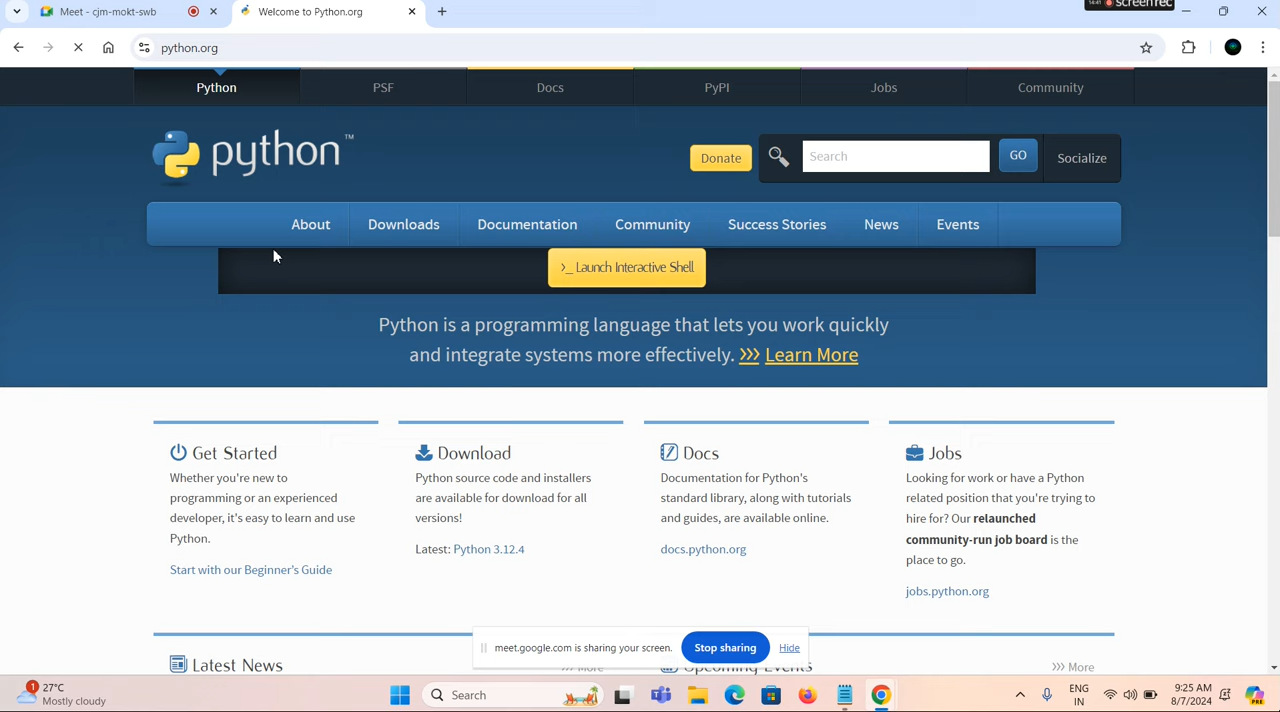 Meet - cjm-mokt-swb
Welcome to Python.org
14:41 screenrec
python.org
Python
PSF
Docs
PyPI
Jobs
Community
python™
Donate
Search
GO
Socialize
About
Downloads
Documentation
Community
Success Stories
News
Events
>_ Launch Interactive Shell
Python is a programming language that lets you work quickly
and integrate systems more effectively. >>> Learn More
Get Started
Whether you're new to
programming or an experienced
developer, it's easy to learn and use
Python.
Start with our Beginner's Guide
Download
Python source code and installers
are available for download for all
versions!
Latest: Python 3.12.4
Docs
Documentation for Python's
standard library, along with tutorials
and guides, are available online.
docs.python.org
Jobs
Looking for work or have a Python
related position that you're trying to
hire for? Our relaunched
community-run job board is the
place to go.
jobs.python.org
meet.google.com is sharing your screen.
Stop sharing
Hide
Latest News
>>> More
Upcoming Events
>>> More
1
27°C
Mostly cloudy
Search
ENG
IN
9:25 AM
8/7/2024
PRE